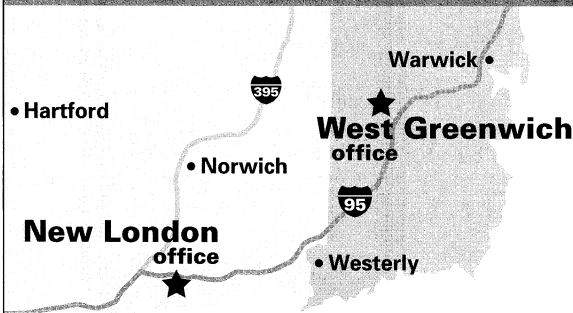 Warwick
395
Hartford
West Greenwich
office
Norwich
95
New London
office
Westerly